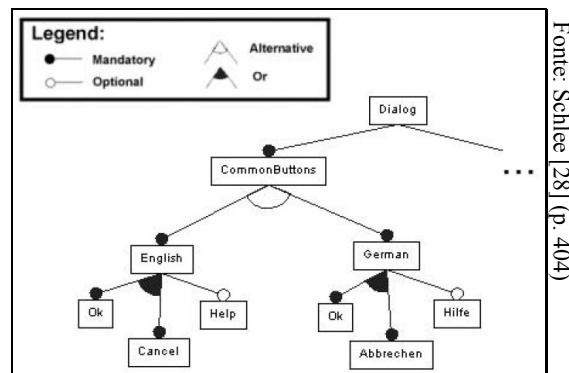 Legend:
Mandatory
Optional
Alternative
Or
Dialog
CommonButtons
...
English
German
Ok
Help
Ok
Hilfe
Cancel
Abbrechen
Fonte: Schlee [28] (p. 404)